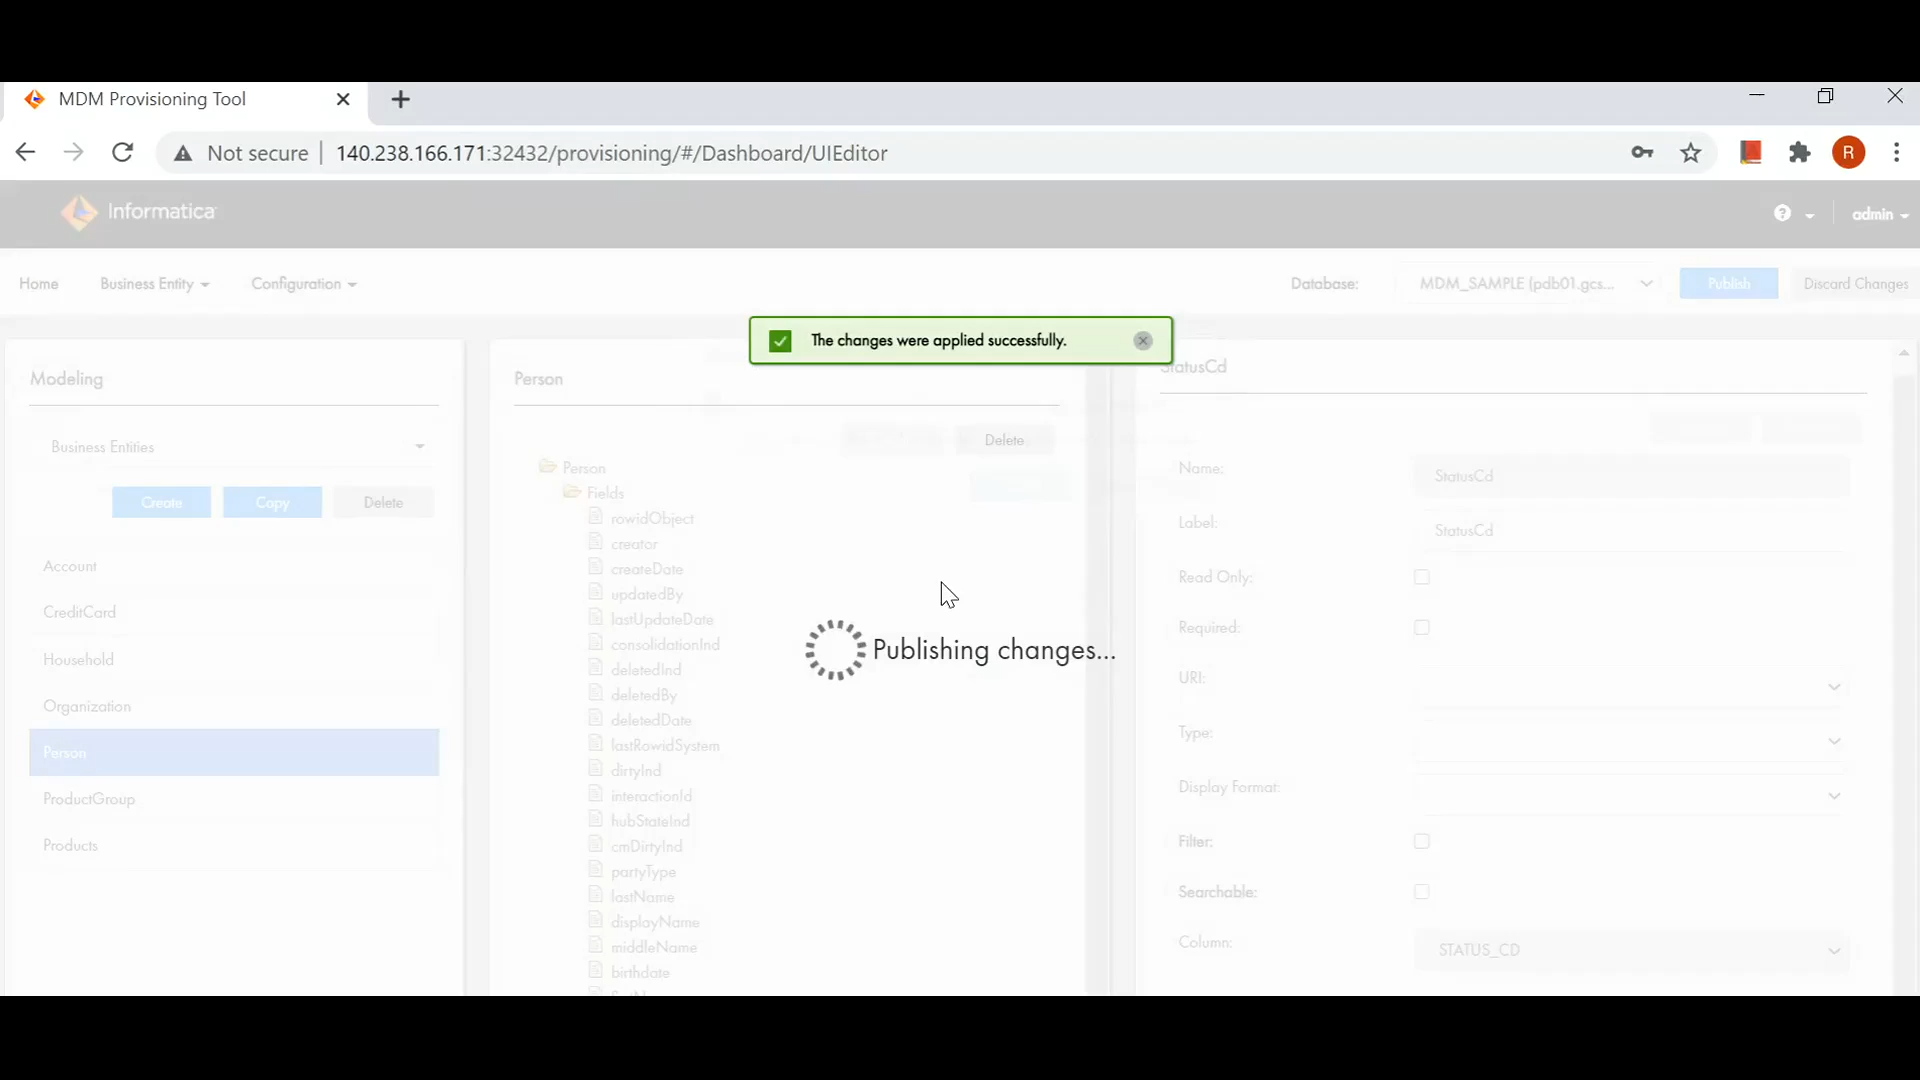 MDM Provisioning Tool
Not secure 140.238.166.171:32432/provisioning/#/Dashboard/UIEditor
R
Informatica
? admin
Home Business Entity Configuration Database: MDM_SAMPLE (pdb01.gcs... Publish Discard Changes
The changes were applied successfully.
Modeling
Business Entities
Create Copy Delete
Account
CreditCard
Household
Organization
Person
ProductGroup
Products
Person
Delete
Person
Fields
rowidObject
creator
createDate
updatedBy
lastUpdateDate
consolidationInd
deletedInd
deletedBy
deletedDate
lastRowidSystem
dirtyInd
interactionId
hubStateInd
cmDirtyInd
partyType
lastName
displayName
middleName
birthdate
Publishing changes...
StatusCd
Name: StatusCd
Label: StatusCd
Read Only:
Required:
URI:
Type:
Display Format:
Filter:
Searchable:
Column: STATUS_CD